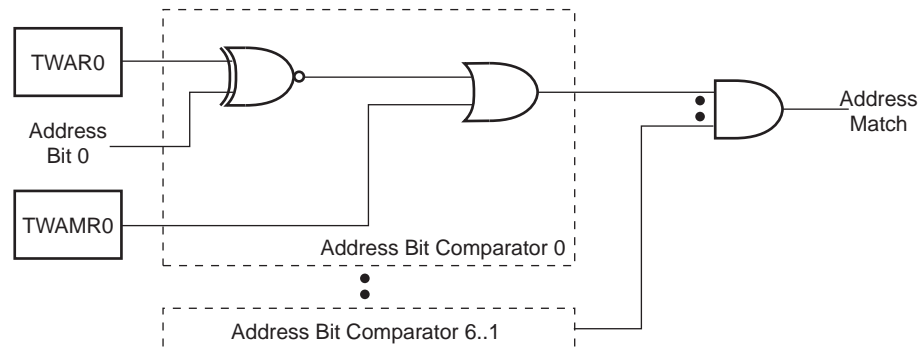 TWAR0
Address
Bit 0
TWAMR0
Address Bit Comparator 0
Address
Match
Address Bit Comparator 6..1